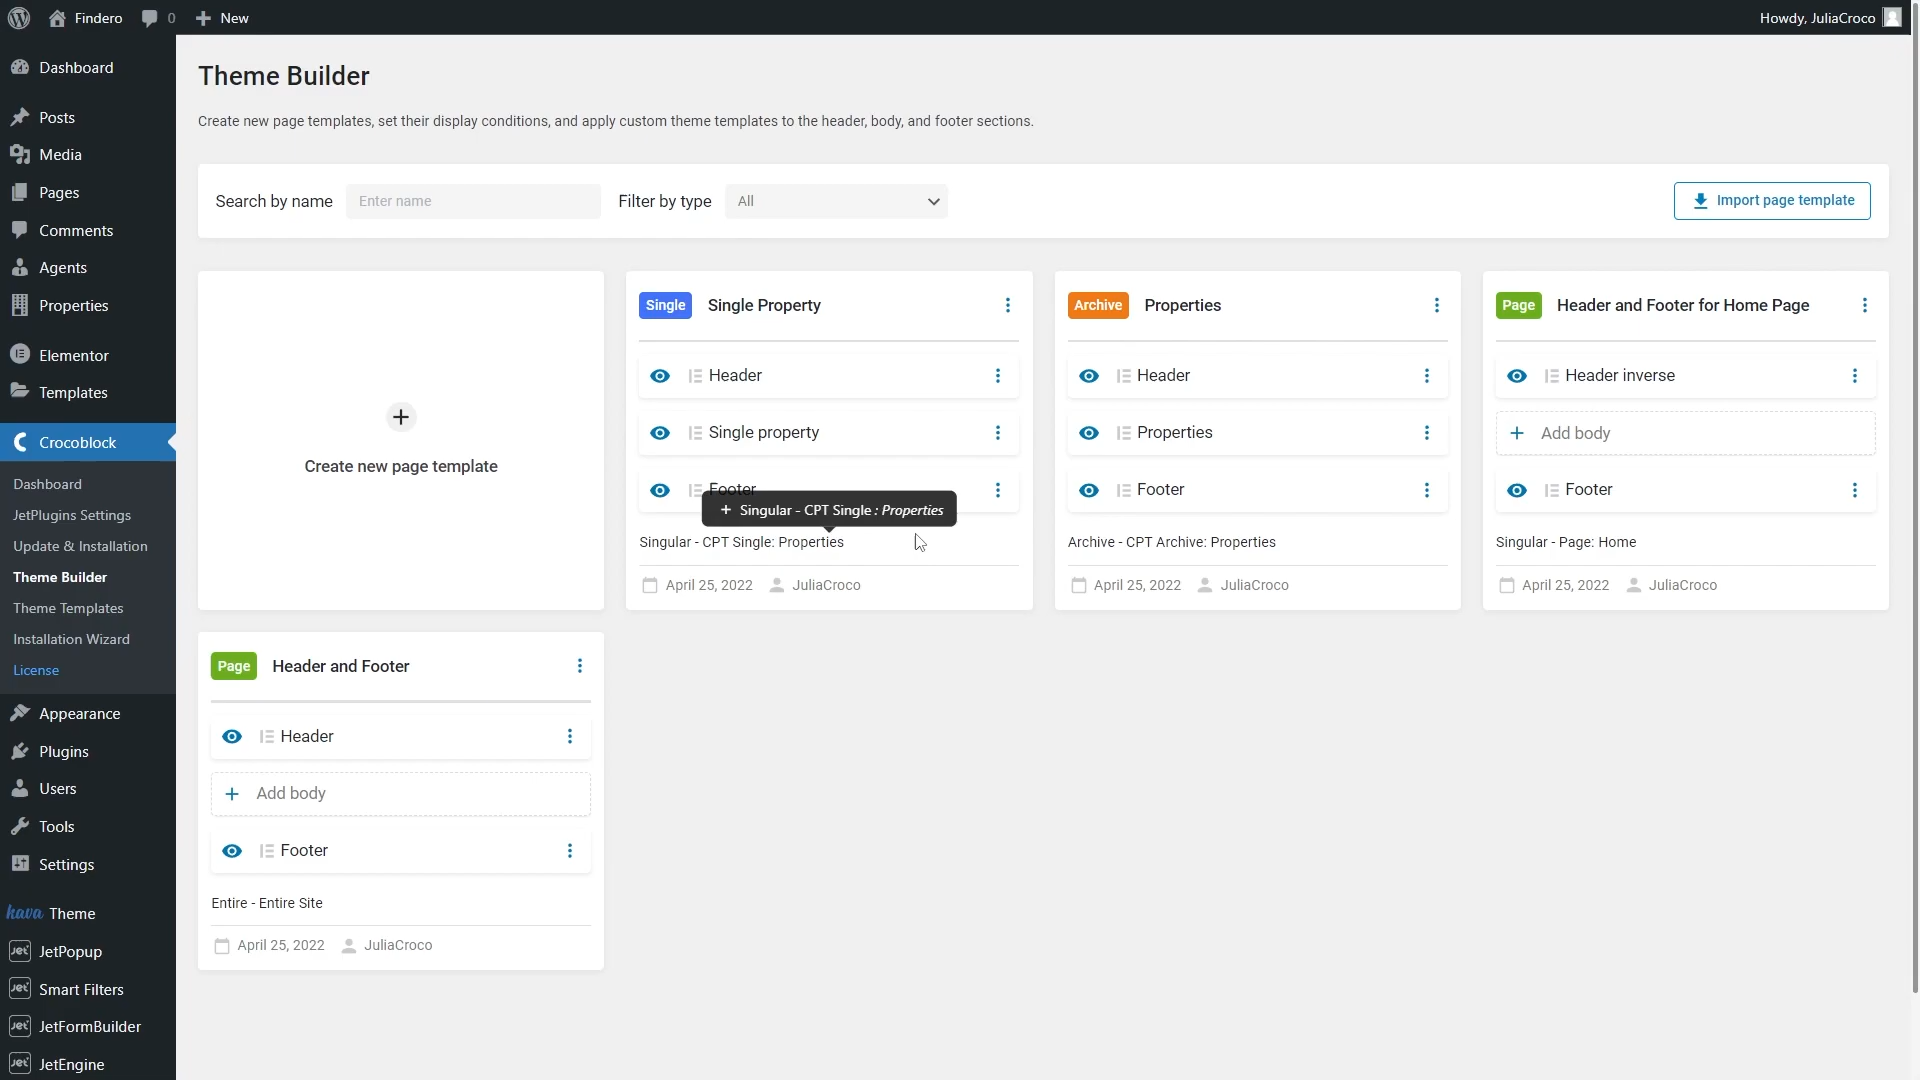 Findero 0 New Howdy, JuliaCroco
Dashboard
Posts
Media
Pages
Comments
Agents
Properties
Elementor
Templates
Crocoblock
Dashboard
JetPlugins Settings
Update & Installation
Theme Builder
Theme Templates
Installation Wizard
License
Appearance
Plugins
Users
Tools
Settings
hava Theme
Jet JetPopup
Jet Smart Filters
Jet JetFormBuilder
Jet JetEngine
Theme Builder
Create new page templates, set their display conditions, and apply custom theme templates to the header, body, and footer sections.
Search by name Enter name Filter by type All Import page template
Create new page template
Single Single Property
Header
Single property
Footer
+ Singular - CPT Single : Properties
Singular - CPT Single: Properties
April 25, 2022 JuliaCroco
Archive Properties
Header
Properties
Footer
Archive - CPT Archive: Properties
April 25, 2022 JuliaCroco
Page Header and Footer for Home Page
Header inverse
+ Add body
Footer
Singular - Page: Home
April 25, 2022 JuliaCroco
Page Header and Footer
Header
+ Add body
Footer
Entire - Entire Site
April 25, 2022 JuliaCroco